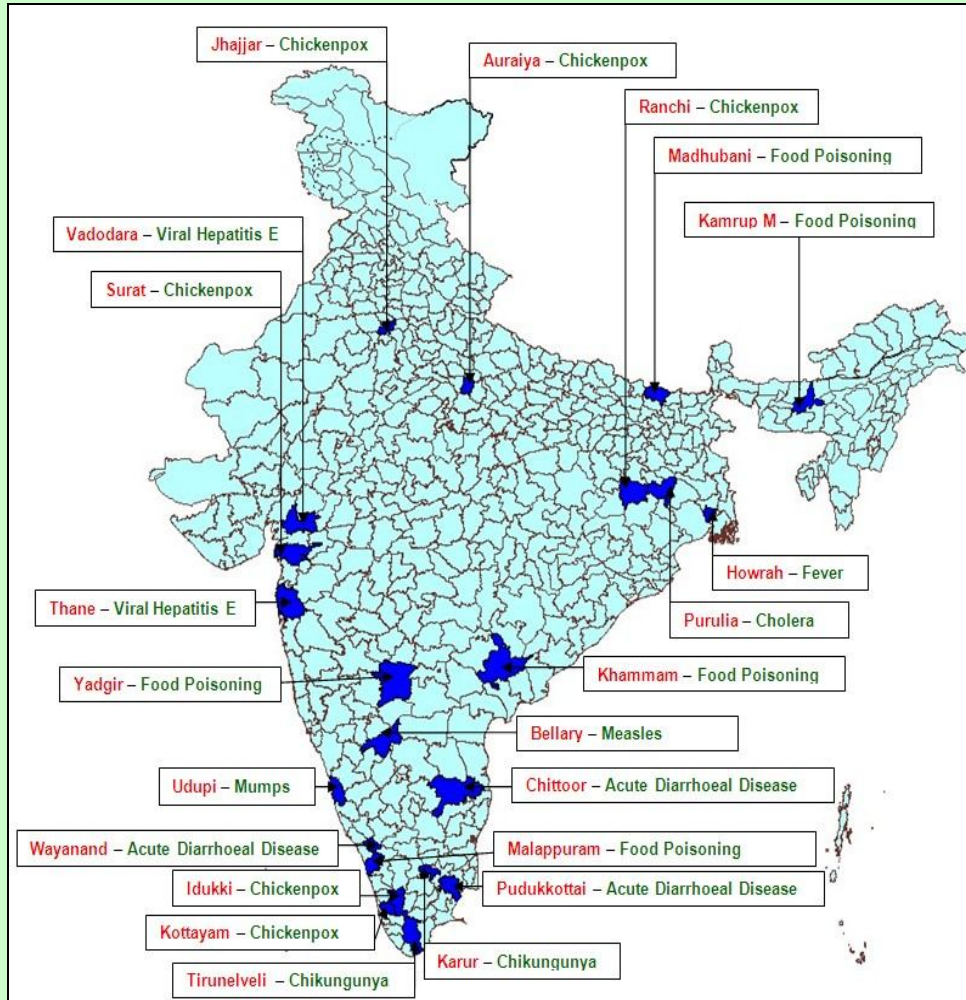 Jhajjar – Chickenpox
Auraiya – Chickenpox
Ranchi – Chickenpox
Madhubani – Food Poisoning
Kamrup M – Food Poisoning
Vadodara – Viral Hepatitis E
Surat – Chickenpox
Howrah – Fever
Thane – Viral Hepatitis E
Purulia – Cholera
Yadgir – Food Poisoning
Khammam – Food Poisoning
Bellary – Measles
Udupi – Mumps
Chittoor – Acute Diarrhoeal Disease
Wayanand – Acute Diarrhoeal Disease
Malappuram – Food Poisoning
Idukki – Chickenpox
Pudukkottai – Acute Diarrhoeal Disease
Kottayam – Chickenpox
Karur – Chikungunya
Tirunelveli – Chikungunya